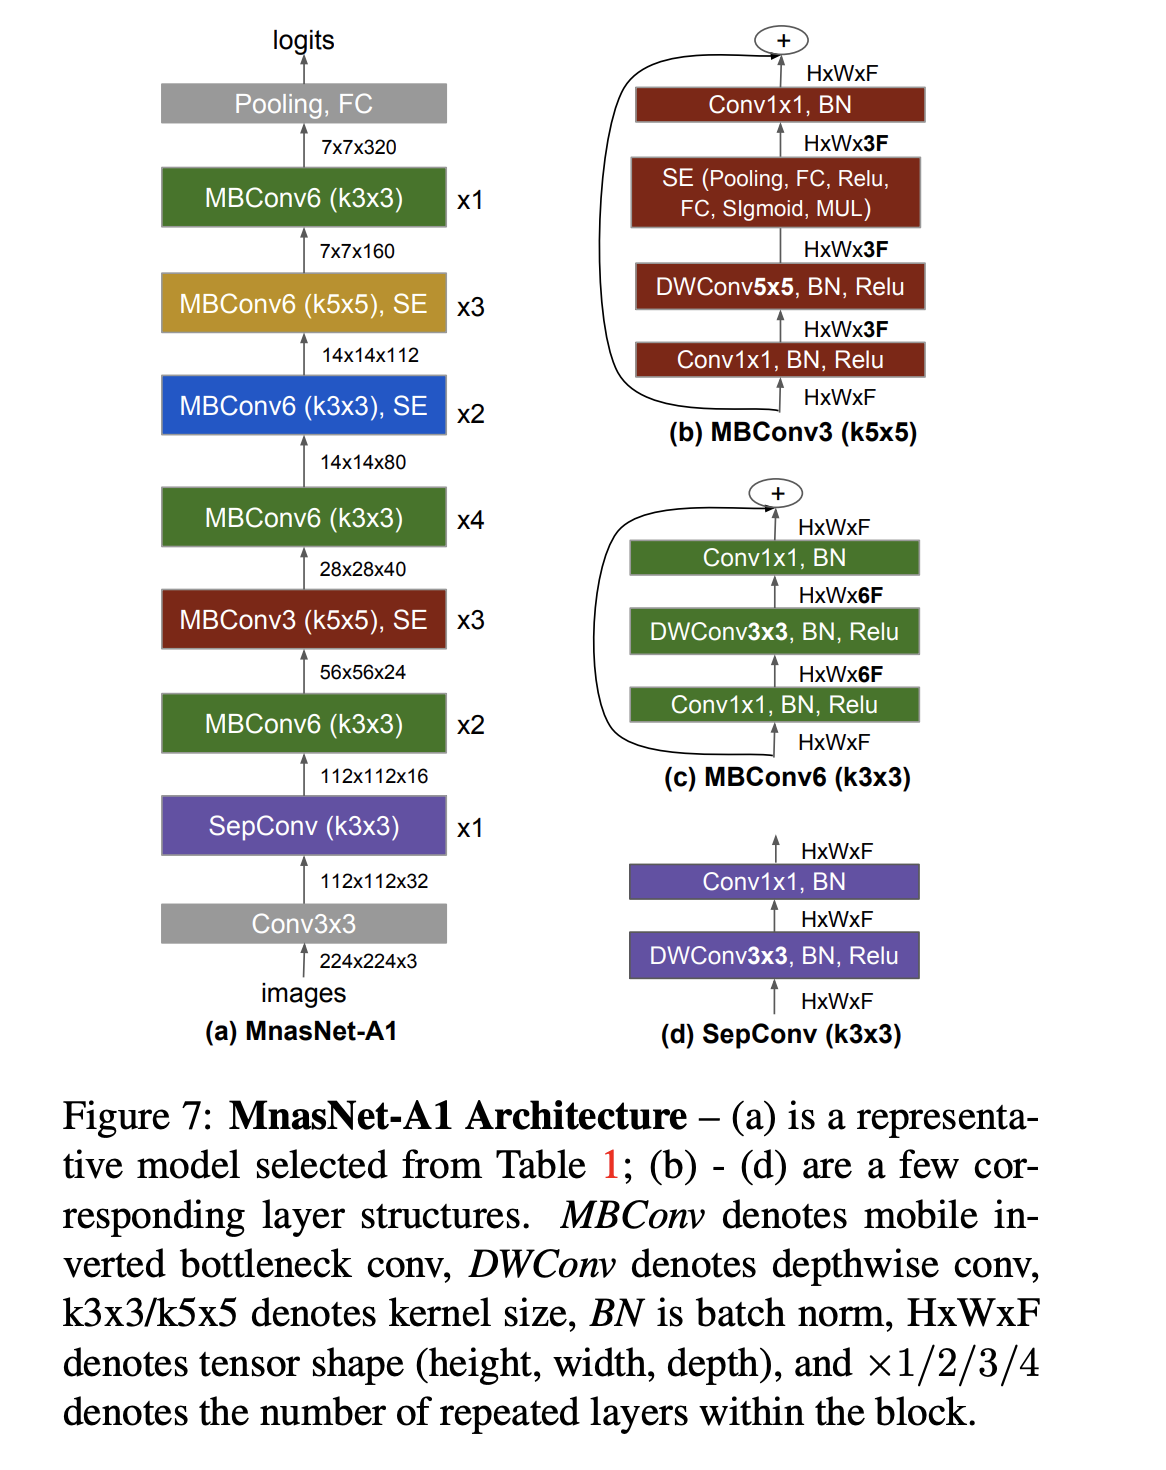 logits
Pooling, FC
7x7x320
MBConv6 (k3x3)
x1
7x7x160
MBConv6 (k5x5), SE
x3
14x14x112
MBConv6 (k3x3), SE
x2
14x14x80
MBConv6 (k3x3)
x4
28x28x40
MBConv3 (k5x5), SE
x3
56x56x24
MBConv6 (k3x3)
x2
112x112x16
SepConv (k3x3)
x1
112x112x32
Conv3x3
224x224x3
images
(a) MnasNet-A1
+
HxWxF
Conv1x1, BN
HxWx3F
SE (Pooling, FC, Relu,
FC, SIgmoid, MUL)
HxWx3F
DWConv5x5, BN, Relu
HxWx3F
Conv1x1, BN, Relu
HxWxF
(b) MBConv3 (k5x5)
+
HxWxF
Conv1x1, BN
HxWx6F
DWConv3x3, BN, Relu
HxWx6F
Conv1x1, BN, Relu
HxWxF
(c) MBConv6 (k3x3)
HxWxF
Conv1x1, BN
HxWxF
DWConv3x3, BN, Relu
HxWxF
(d) SepConv (k3x3)
Figure 7: MnasNet-A1 Architecture – (a) is a representa-
tive model selected from Table 1; (b) - (d) are a few cor-
responding layer structures. MBConv denotes mobile in-
verted bottleneck conv, DWConv denotes depthwise conv,
k3x3/k5x5 denotes kernel size, BN is batch norm, HxWxF
denotes tensor shape (height, width, depth), and ×1/2/3/4
denotes the number of repeated layers within the block.